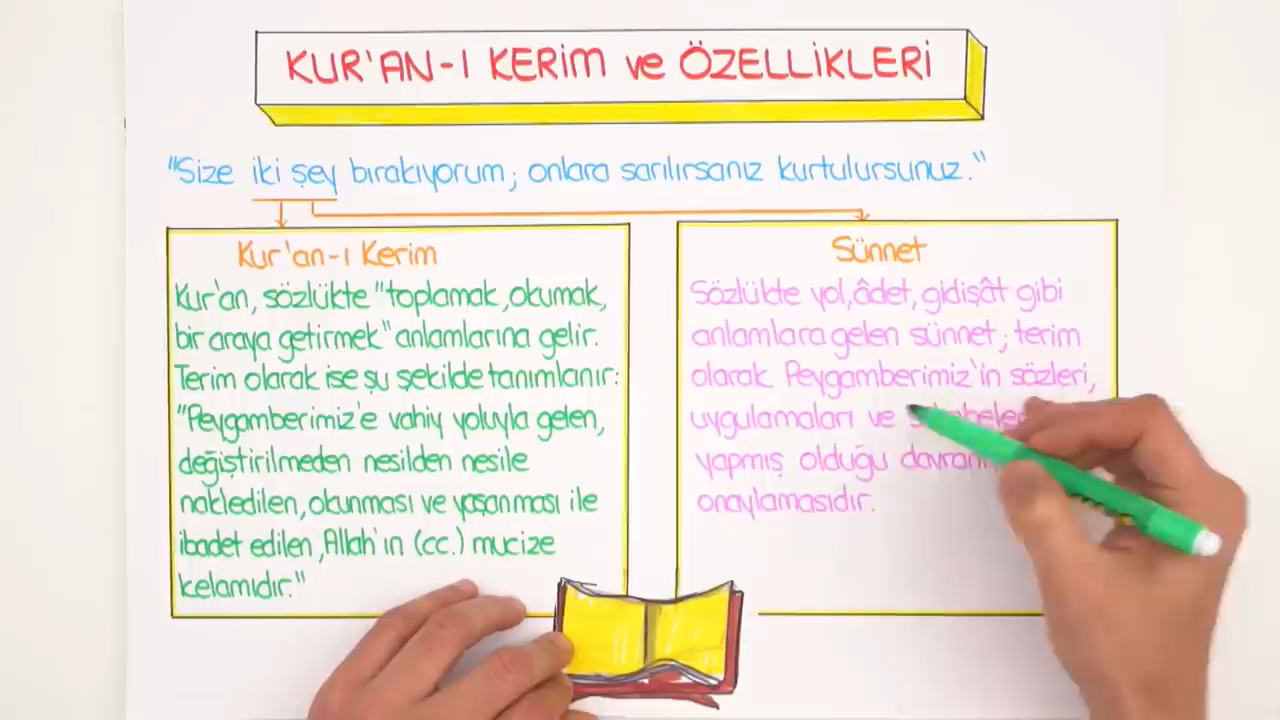 KUR'AN-I KERİM ve ÖZELLİKLERİ
"Size iki şey bırakıyorum; onlara sarılırsanız kurtulursunuz."
Kur'an-ı Kerim
Kur'an, sözlükte "toplamak, okumak,
bir araya getirmek" anlamlarına gelir.
Terim olarak ise şu şekilde tanımlanır:
"Peygamberimiz'e vahiy yoluyla gelen,
değiştirilmeden nesilden nesile
nakledilen, okunması ve yaşanması ile
ibadet edilen, Allah'ın (cc.) mucize
kelamıdır."
Sünnet
Sözlükte yol, âdet, gidişât gibi
anlamlara gelen sünnet; terim
olarak Peygamberimiz'in sözleri,
uygulamaları ve
yapmış olduğu
onaylamasıdır.